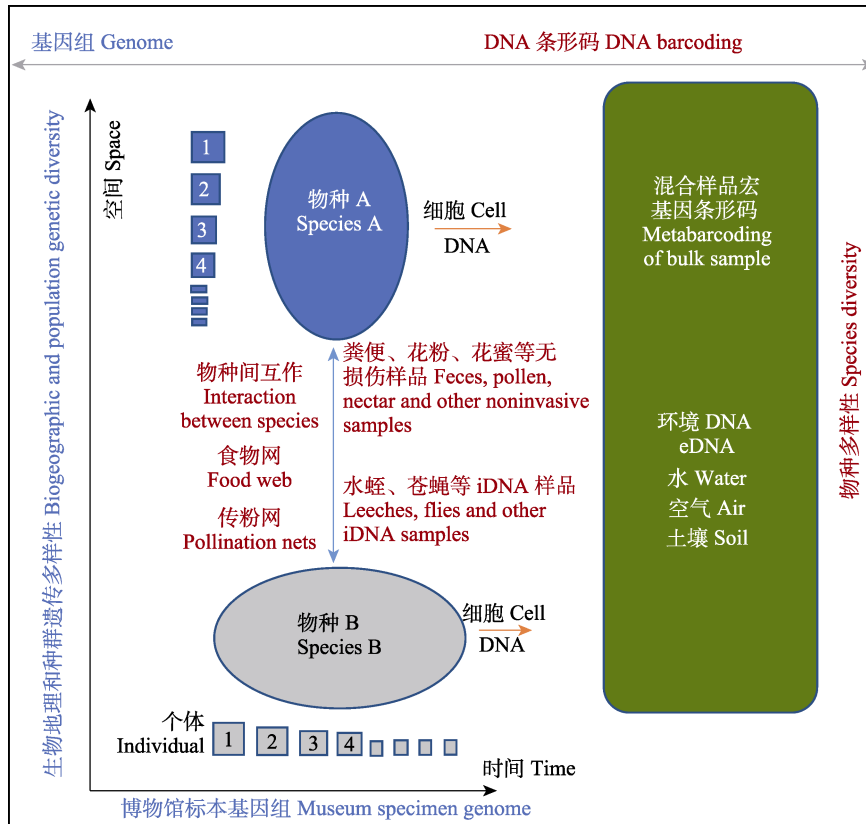 基因组 Genome
DNA 条形码 DNA barcoding
生物地理和种群遗传多样性 Biogeographic and population genetic diversity
空间 Space
1
2
3
4
物种 A
Species A
细胞 Cell
DNA
物种间互作
Interaction
between species
食物网
Food web
传粉网
Pollination nets
粪便、花粉、花蜜等无
损伤样品 Feces, pollen,
nectar and other noninvasive
samples
水蛭、苍蝇等 iDNA 样品
Leeches, flies and other
iDNA samples
物种 B
Species B
细胞 Cell
DNA
个体
Individual
1
2
3
4
时间 Time
博物馆标本基因组 Museum specimen genome
混合样品宏
基因条形码
Metabarcoding
of bulk sample
环境 DNA
eDNA
水 Water
空气 Air
土壤 Soil
物种多样性 Species diversity